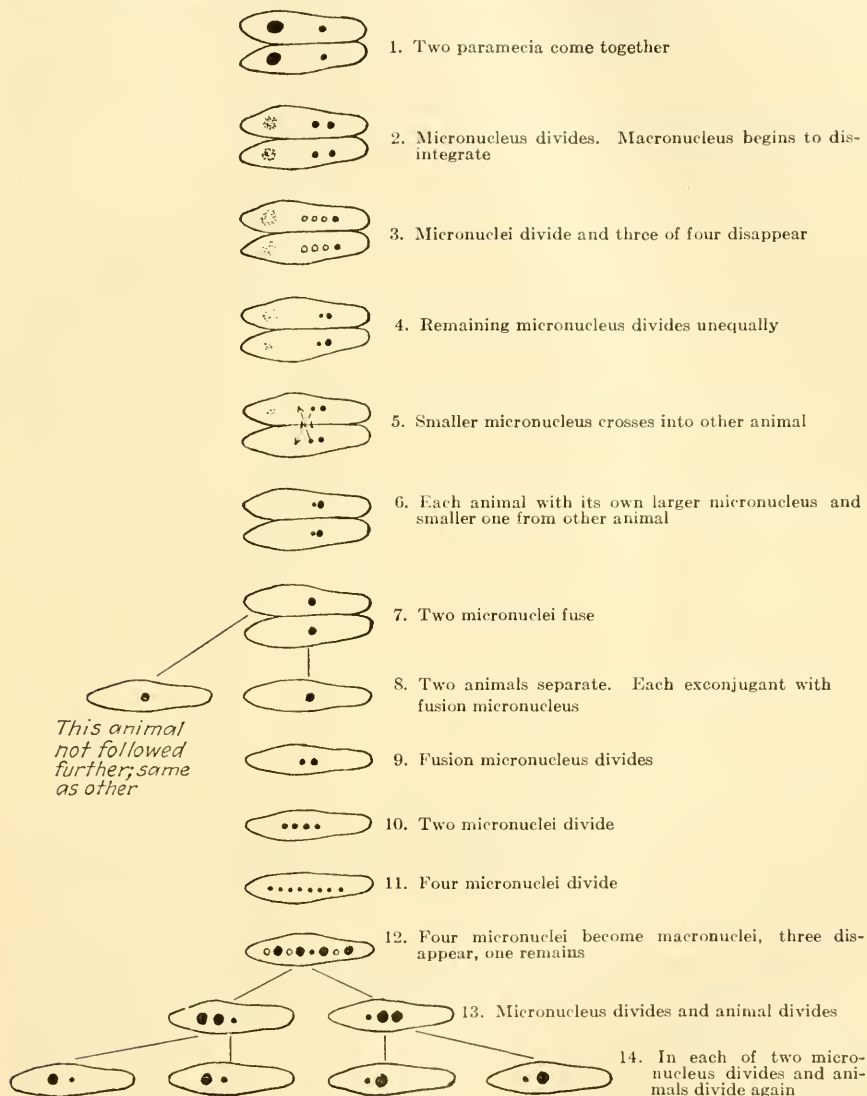 1. Two paramecia come together
2. Micronucleus divides. Macronucleus begins to dis-
integrate
3. Micronuclei divide and three of four disappear
4. Remaining micronucleus divides unequally
5. Smaller micronucleus crosses into other animal
6. Each animal with its own larger micronucleus and
smaller one from other animal
7. Two micronuclei fuse
8. Two animals separate. Each exconjugant with
fusion micronucleus
This animal
not followed
further; same
as other
9. Fusion micronucleus divides
10. Two micronuclei divide
11. Four micronuclei divide
12. Four micronuclei become macronuclei, three dis-
appear, one remains
13. Micronucleus divides and animal divides
14. In each of two micro-
nucleus divides and ani-
mals divide again